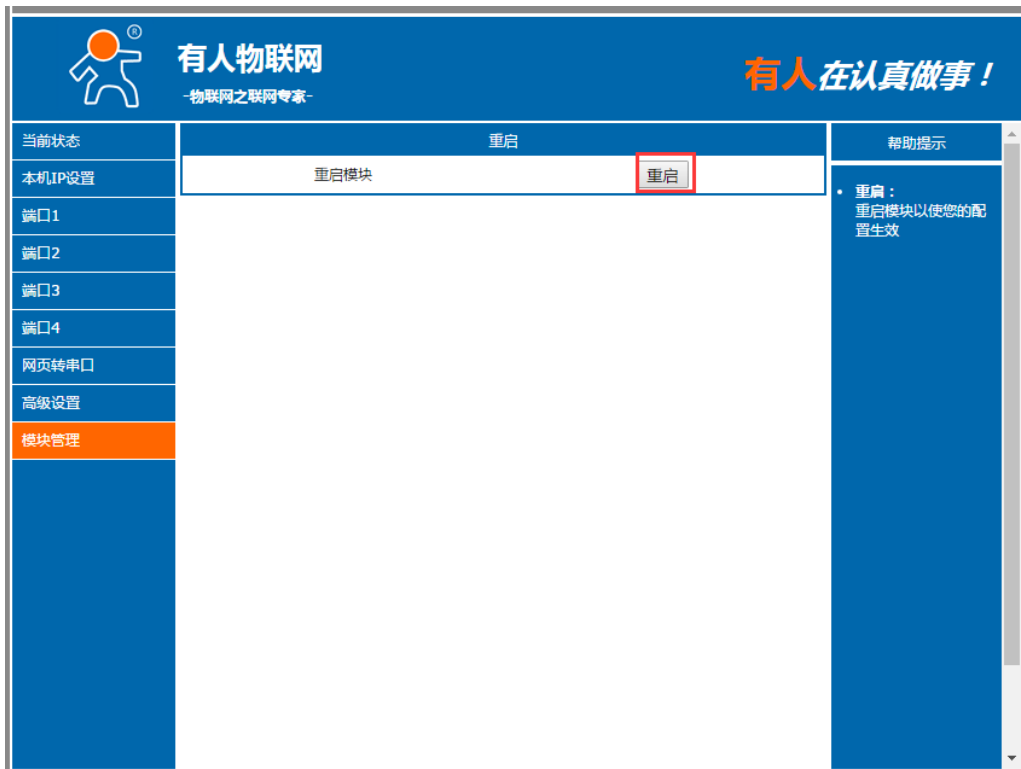 ®
有人物联网
-物联网之联网专家-
有人在认真做事！
当前状态
本机IP设置
端口1
端口2
端口3
端口4
网页转串口
高级设置
模块管理
重启
重启模块
重启
帮助提示
• 重启：
重启模块以使您的配
置生效